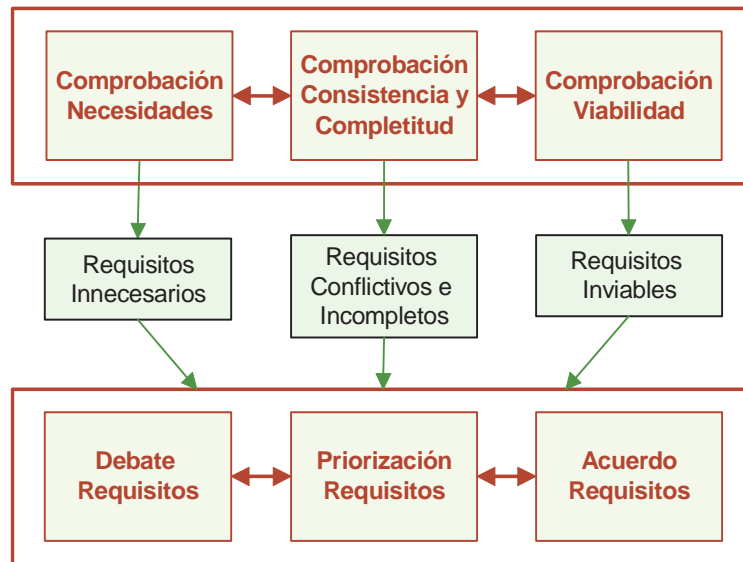 Comprobación
Necesidades
Comprobación
Consistencia y
Completitud
Comprobación
Viabilidad
Requisitos
Innecesarios
Requisitos
Conflictivos e
Incompletos
Requisitos
Inviables
Debate
Requisitos
Priorización
Requisitos
Acuerdo
Requisitos